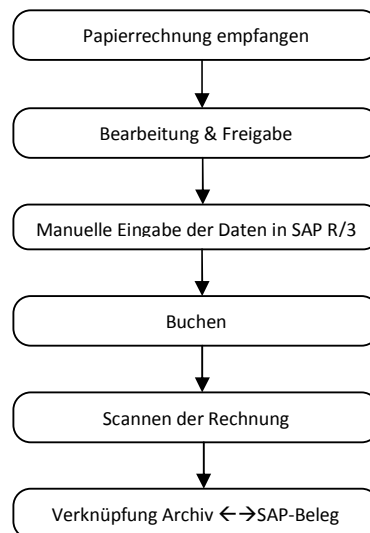 Papierrechnung empfangen
Bearbeitung & Freigabe
Manuelle Eingabe der Daten in SAP R/3
Buchen
Scannen der Rechnung
Verknüpfung Archiv ←→SAP-Beleg